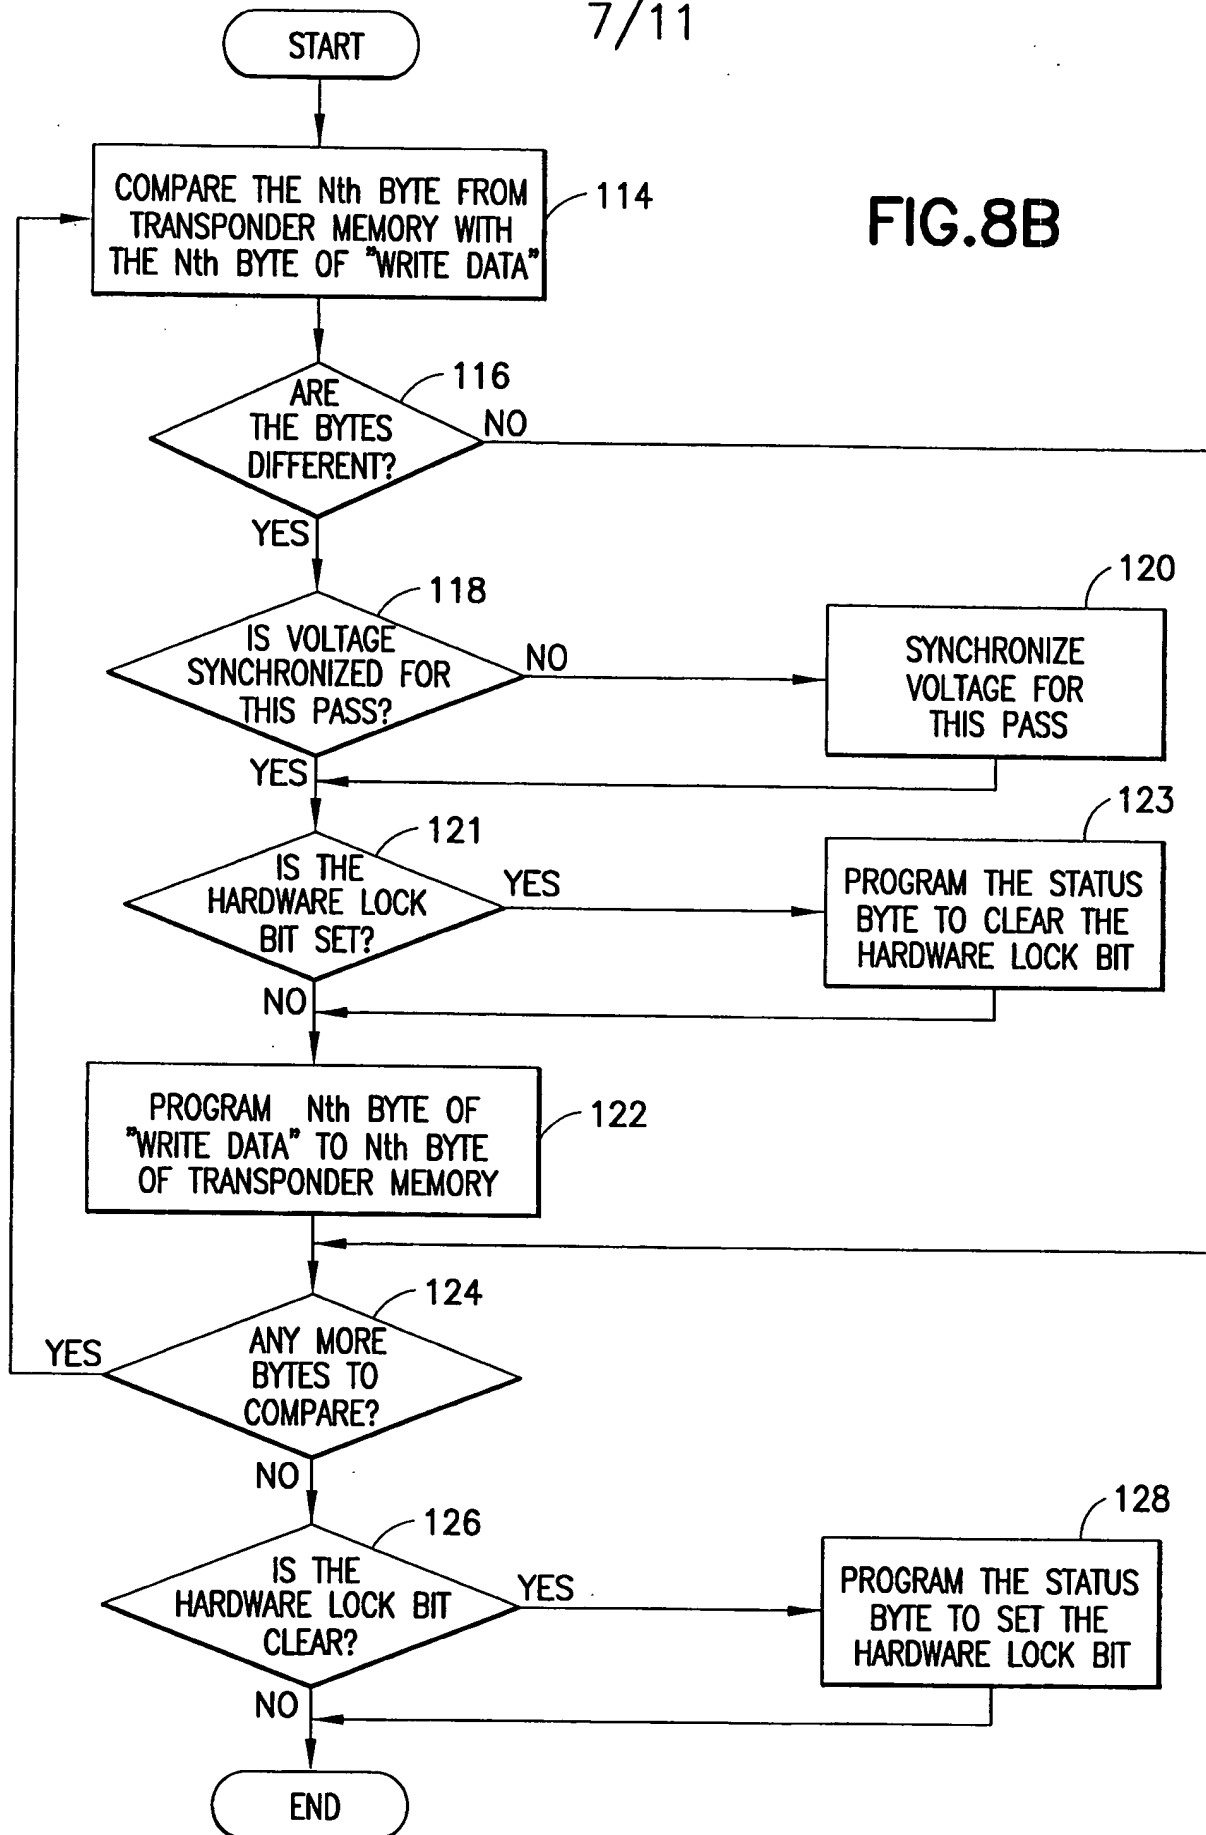 7/11
START
COMPARE THE Nth BYTE FROM
TRANSPONDER MEMORY WITH
THE Nth BYTE OF "WRITE DATA"
114
FIG.8B
ARE
THE BYTES
DIFFERENT?
116
NO
YES
IS VOLTAGE
SYNCHRONIZED FOR
THIS PASS?
118
NO
SYNCHRONIZE
VOLTAGE FOR
THIS PASS
120
YES
IS THE
HARDWARE LOCK
BIT SET?
121
YES
PROGRAM THE STATUS
BYTE TO CLEAR THE
HARDWARE LOCK BIT
123
NO
PROGRAM Nth BYTE OF
"WRITE DATA" TO Nth BYTE
OF TRANSPONDER MEMORY
122
ANY MORE
BYTES TO
COMPARE?
124
YES
NO
IS THE
HARDWARE LOCK BIT
CLEAR?
126
YES
PROGRAM THE STATUS
BYTE TO SET THE
HARDWARE LOCK BIT
128
NO
END